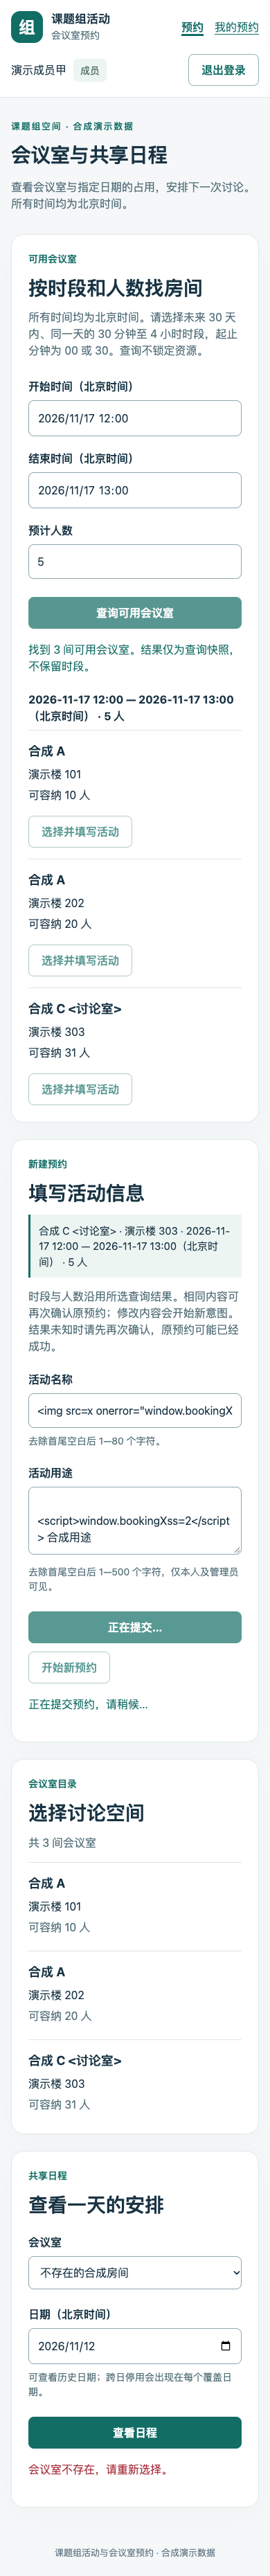 组
课题组活动
会议室预约
预约
我的预约
演示成员甲
成员
退出登录
课题组空间 · 合成演示数据
会议室与共享日程
查看会议室与指定日期的占用，安排下一次讨论。
所有时间均为北京时间。
可用会议室
按时段和人数找房间
所有时间均为北京时间。请选择未来 30 天
内、同一天的 30 分钟至 4 小时时段，起止
分钟为 00 或 30。查询不锁定资源。
开始时间（北京时间）
2026/11/17 12:00
结束时间（北京时间）
2026/11/17 13:00
预计人数
5
查询可用会议室
找到 3 间可用会议室。结果仅为查询快照，
不保留时段。
2026-11-17 12:00 — 2026-11-17 13:00
（北京时间） · 5 人
合成 A
演示楼 101
可容纳 10 人
选择并填写活动
合成 A
演示楼 202
可容纳 20 人
选择并填写活动
合成 C <讨论室>
演示楼 303
可容纳 31 人
选择并填写活动
新建预约
填写活动信息
合成 C <讨论室> · 演示楼 303 · 2026-11-
17 12:00 — 2026-11-17 13:00（北京时
间） · 5 人
时段与人数沿用所选查询结果。相同内容可
再次确认原预约；修改内容会开始新意图。
结果未知时请先再次确认，原预约可能已经
成功。
活动名称
<img src=x onerror="window.bookingX
去除首尾空白后 1—80 个字符。
活动用途
<script>window.bookingXss=2</script
> 合成用途
去除首尾空白后 1—500 个字符，仅本人及管理员
可见。
正在提交…
开始新预约
正在提交预约，请稍候…
会议室目录
选择讨论空间
共 3 间会议室
合成 A
演示楼 101
可容纳 10 人
合成 A
演示楼 202
可容纳 20 人
合成 C <讨论室>
演示楼 303
可容纳 31 人
共享日程
查看一天的安排
会议室
不存在的合成房间
日期（北京时间）
2026/11/12
可查看历史日期；跨日停用会出现在每个覆盖日
期。
查看日程
会议室不存在，请重新选择。
课题组活动与会议室预约 · 合成演示数据